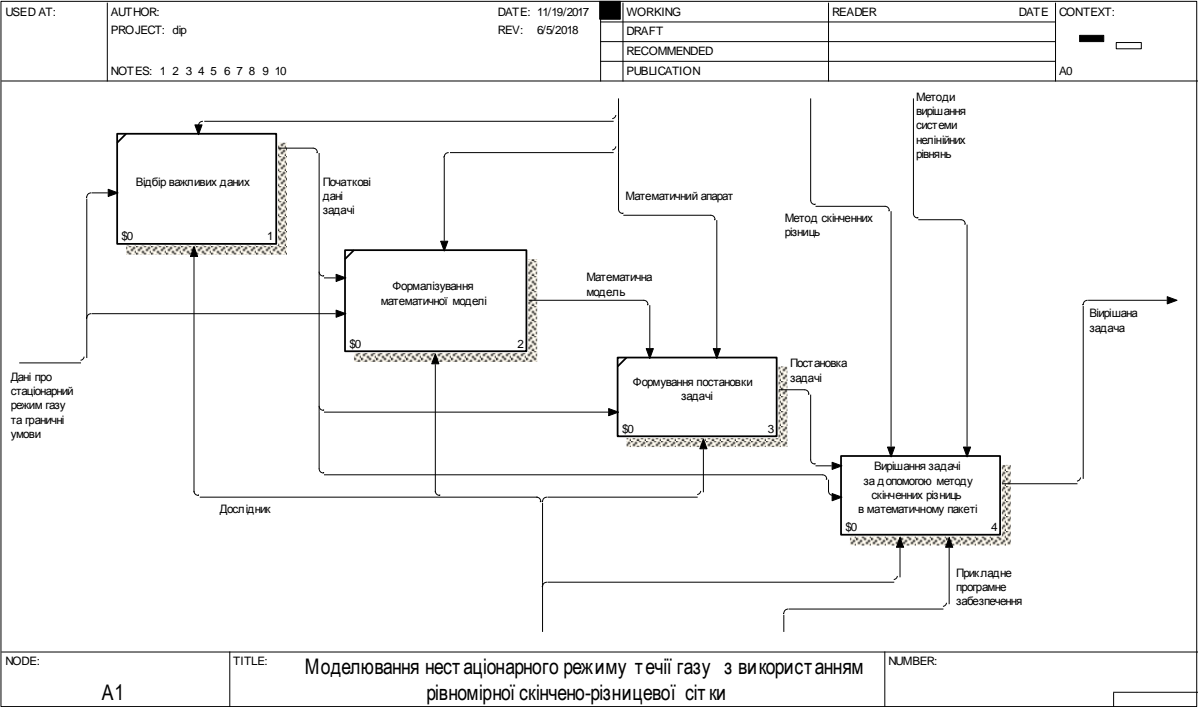 USED AT:
AUTHOR:
DATE: 11/19/2017
WORKING
READER
DATE
CONTEXT:
PROJECT: dip
REV: 6/5/2018
DRAFT
RECOMMENDED
NOTES: 1 2 3 4 5 6 7 8 9 10
PUBLICATION
A0
Методи
вирішання
системи
нелінійних
рівнянь
Відбір важливих даних
$0
1
Початкові
дані
задачі
Математичний апарат
Метод скінченних
різниць
Формалізування
математичної моделі
$0
2
Математична
модель
Віирішана
задача
Дані про
стаціонарний
режим газу
та граничні
умови
Формування постановки
задачі
$0
3
Постановка
задачі
Вирішання задачі
за допомогою методу
скінченних різниць
в математичному пакеті
$0
4
Дослідник
Прикладне
програмне
забезпечення
NODE:
A1
TITLE:
Моделювання нестаціонарного режиму течії газу з використанням
рівномірної скінчено-різницевої сітки
NUMBER: